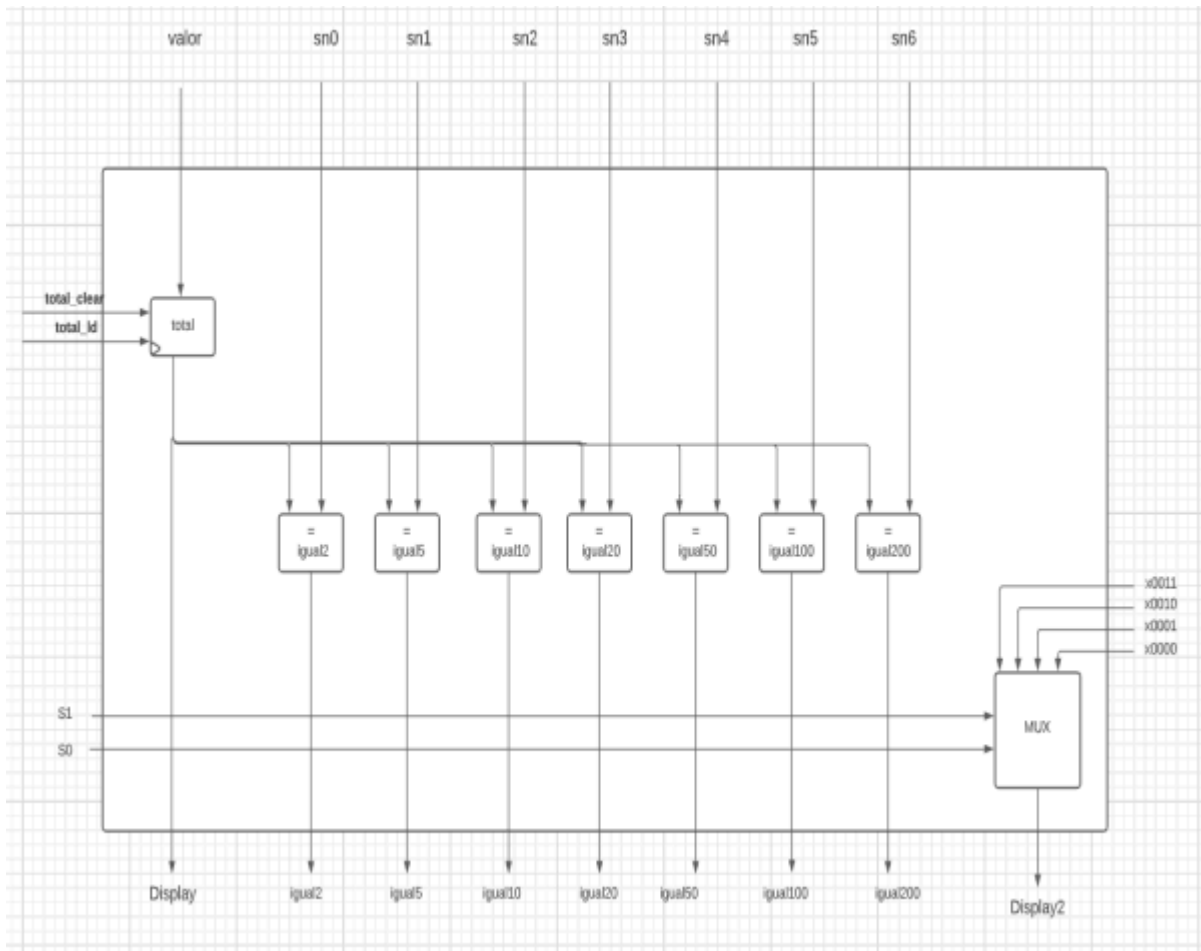 valor sn0 sn1 sn2 sn3 sn4 sn5 sn6
total_clear
total_ld
total
= = = = = = =
igual2 igual5 igual10 igual20 igual50 igual100 igual200
x0011
x0010
x0001
x0000
S1
MUX
S0
Display igual2 igual5 igual10 igual20 igual50 igual100 igual200
Display2